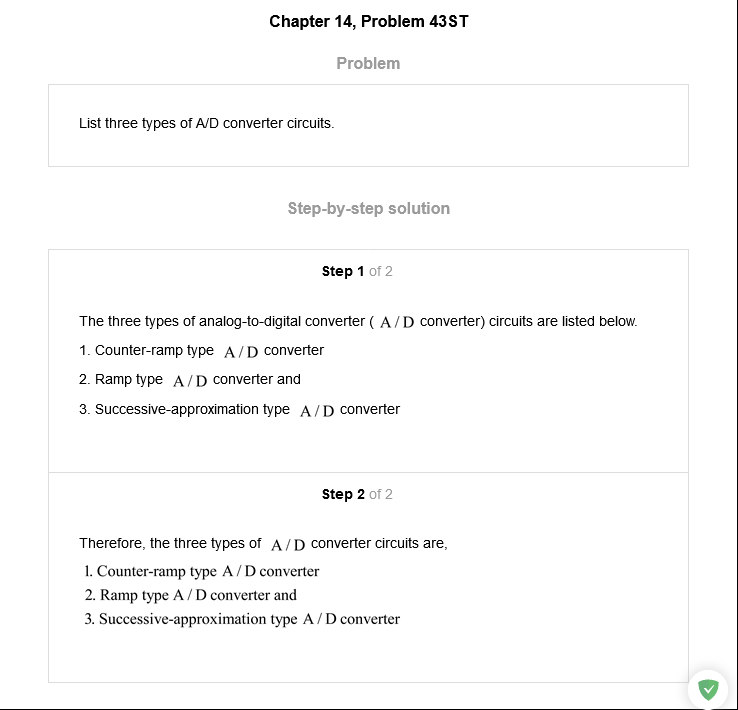 Chapter 14, Problem 43ST
Problem
List three types of A/D converter circuits.
Step-by-step solution
Step 1 of 2
The three types of analog-to-digital converter ( A / D converter) circuits are listed below.
1. Counter-ramp type A / D converter
2. Ramp type A / D converter and
3. Successive-approximation type A / D converter
Step 2 of 2
Therefore, the three types of A / D converter circuits are,
1. Counter-ramp type A / D converter
2. Ramp type A / D converter and
3. Successive-approximation type A / D converter